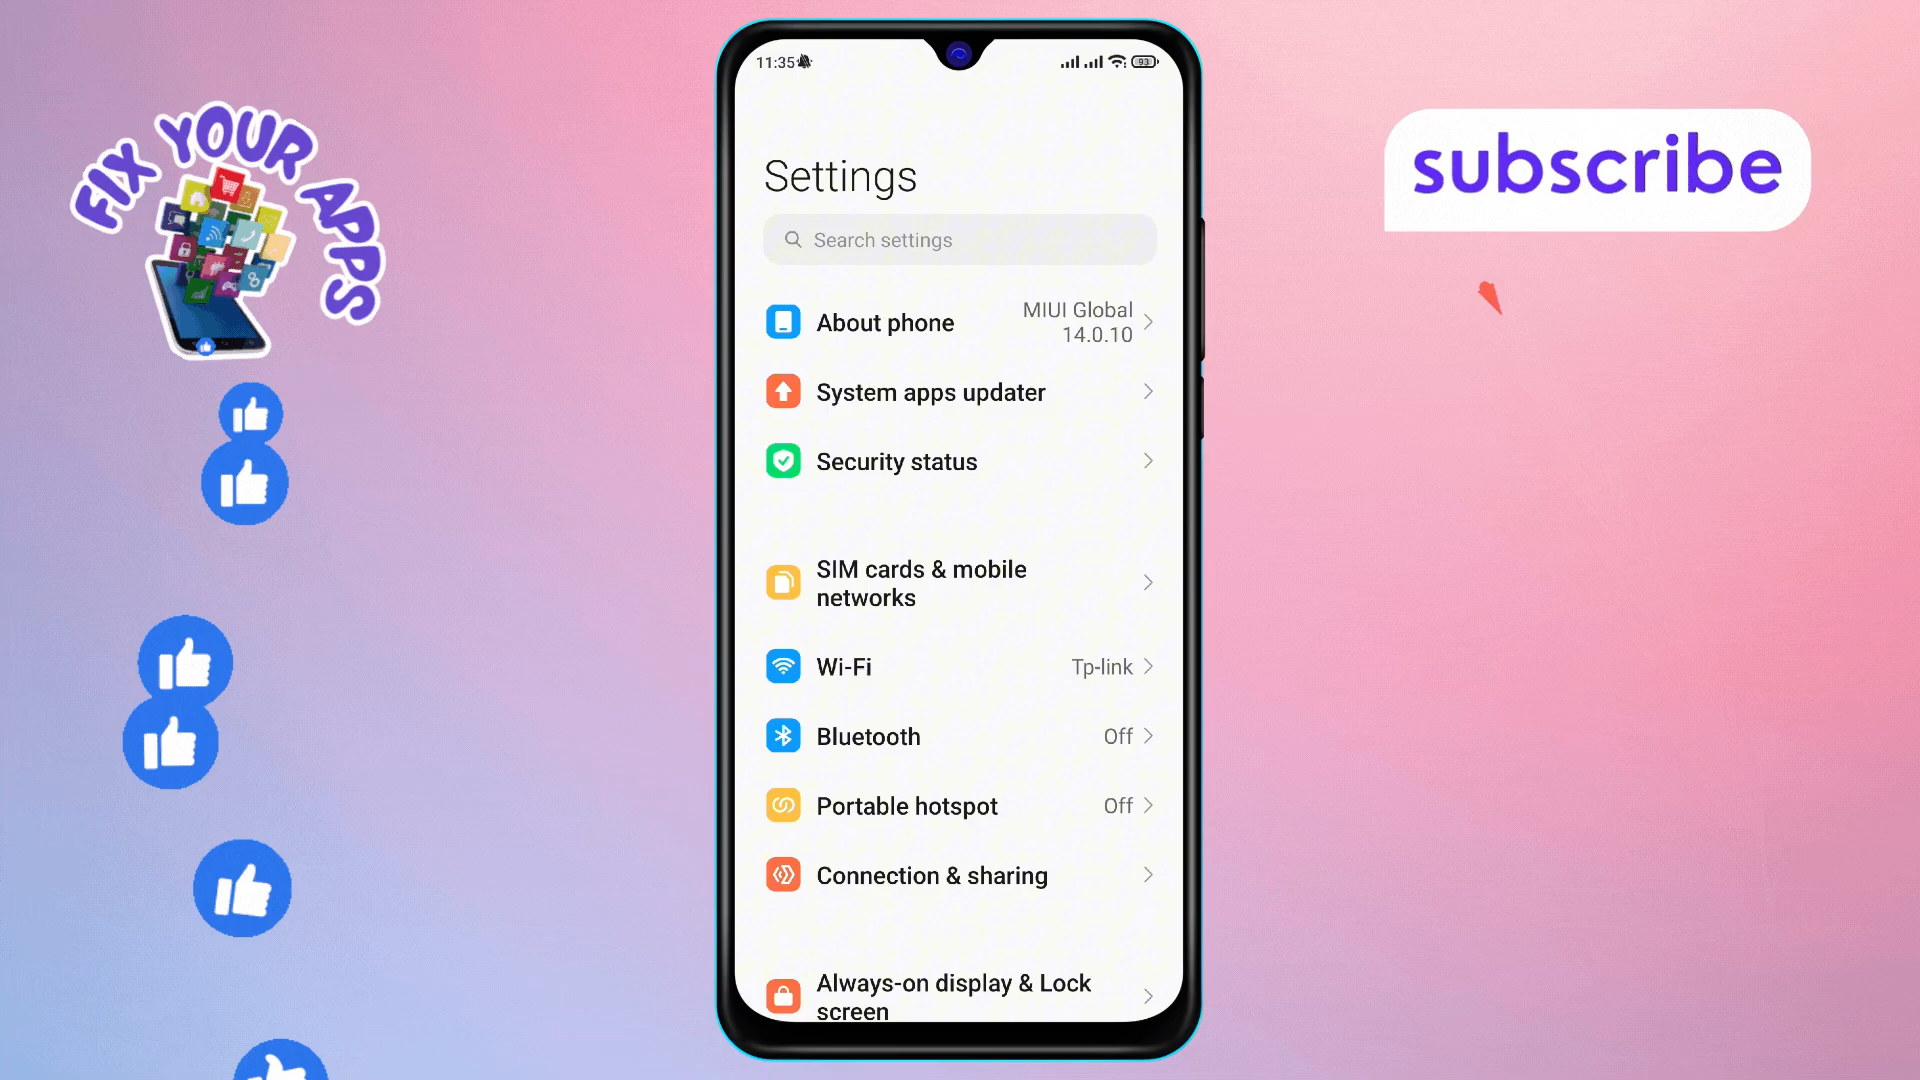 FIX YOUR APPS
subscribe
11:35
93
Settings
Search settings
About phone
MIUI Global
14.0.10
System apps updater
Security status
SIM cards & mobile
networks
Wi-Fi
Tp-link
Bluetooth
Off
Portable hotspot
Off
Connection & sharing
Always-on display & Lock
screen